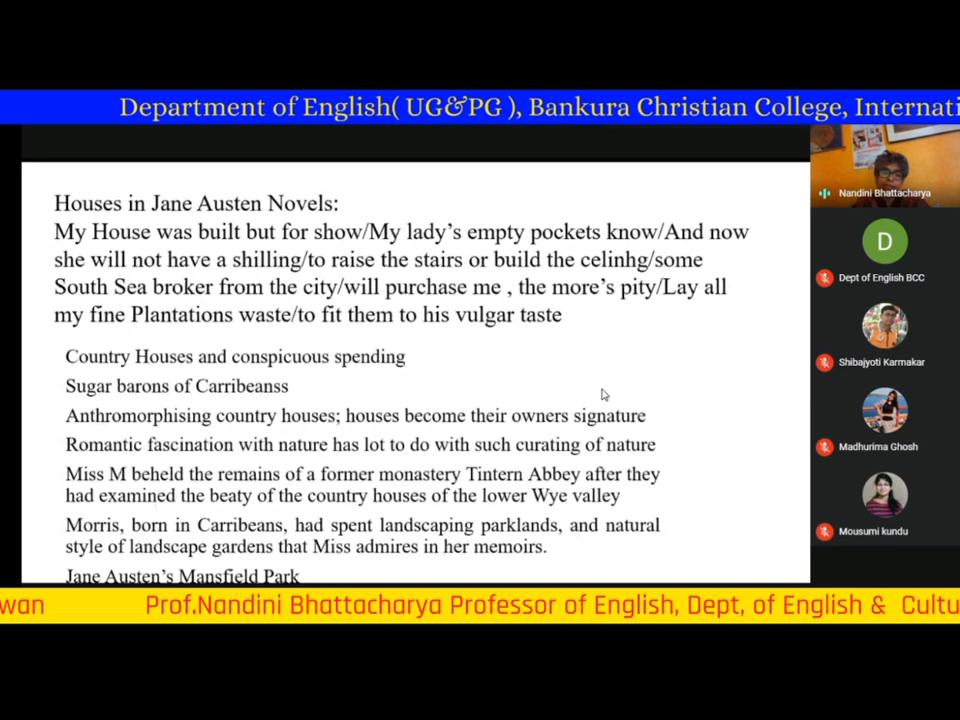 Department of English( UG&PG ), Bankura Christian College, Internati
Houses in Jane Austen Novels:
My House was built but for show/My lady's empty pockets know/And now
she will not have a shilling/to raise the stairs or build the celinhg/some
South Sea broker from the city/will purchase me , the more's pity/Lay all
my fine Plantations waste/to fit them to his vulgar taste
Country Houses and conspicuous spending
Sugar barons of Carribeanss
Anthromorphising country houses; houses become their owners signature
Romantic fascination with nature has lot to do with such curating of nature
Miss M beheld the remains of a former monastery Tintern Abbey after they
had examined the beaty of the country houses of the lower Wye valley
Morris, born in Carribeans, had spent landscaping parklands, and natural
style of landscape gardens that Miss admires in her memoirs.
Jane Austen's Mansfield Park
Nandini Bhattacharya
D
Dept of English BCC
Shibajyoti Karmakar
Madhurima Ghosh
Mousumi kundu
wan Prof.Nandini Bhattacharya Professor of English, Dept, of English & Cultu